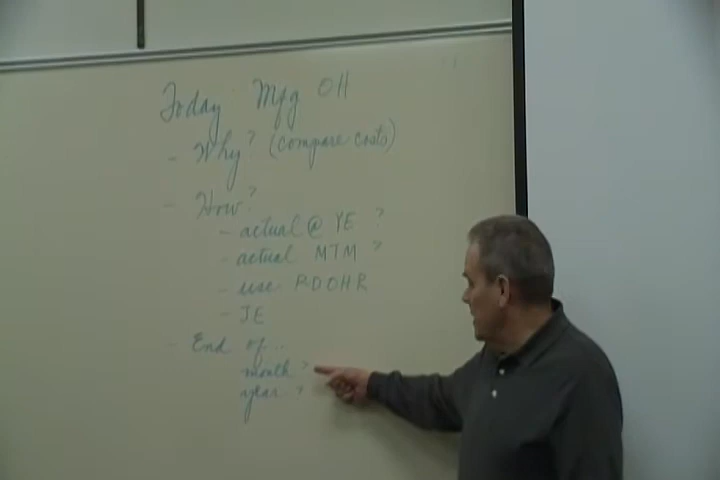 Today Mfg OH
- Why? (compare costs)
- How?
- actual @ YE ?
- actual MTM ?
- use PDOHR
- JE
- End of ..
month ?
year ?